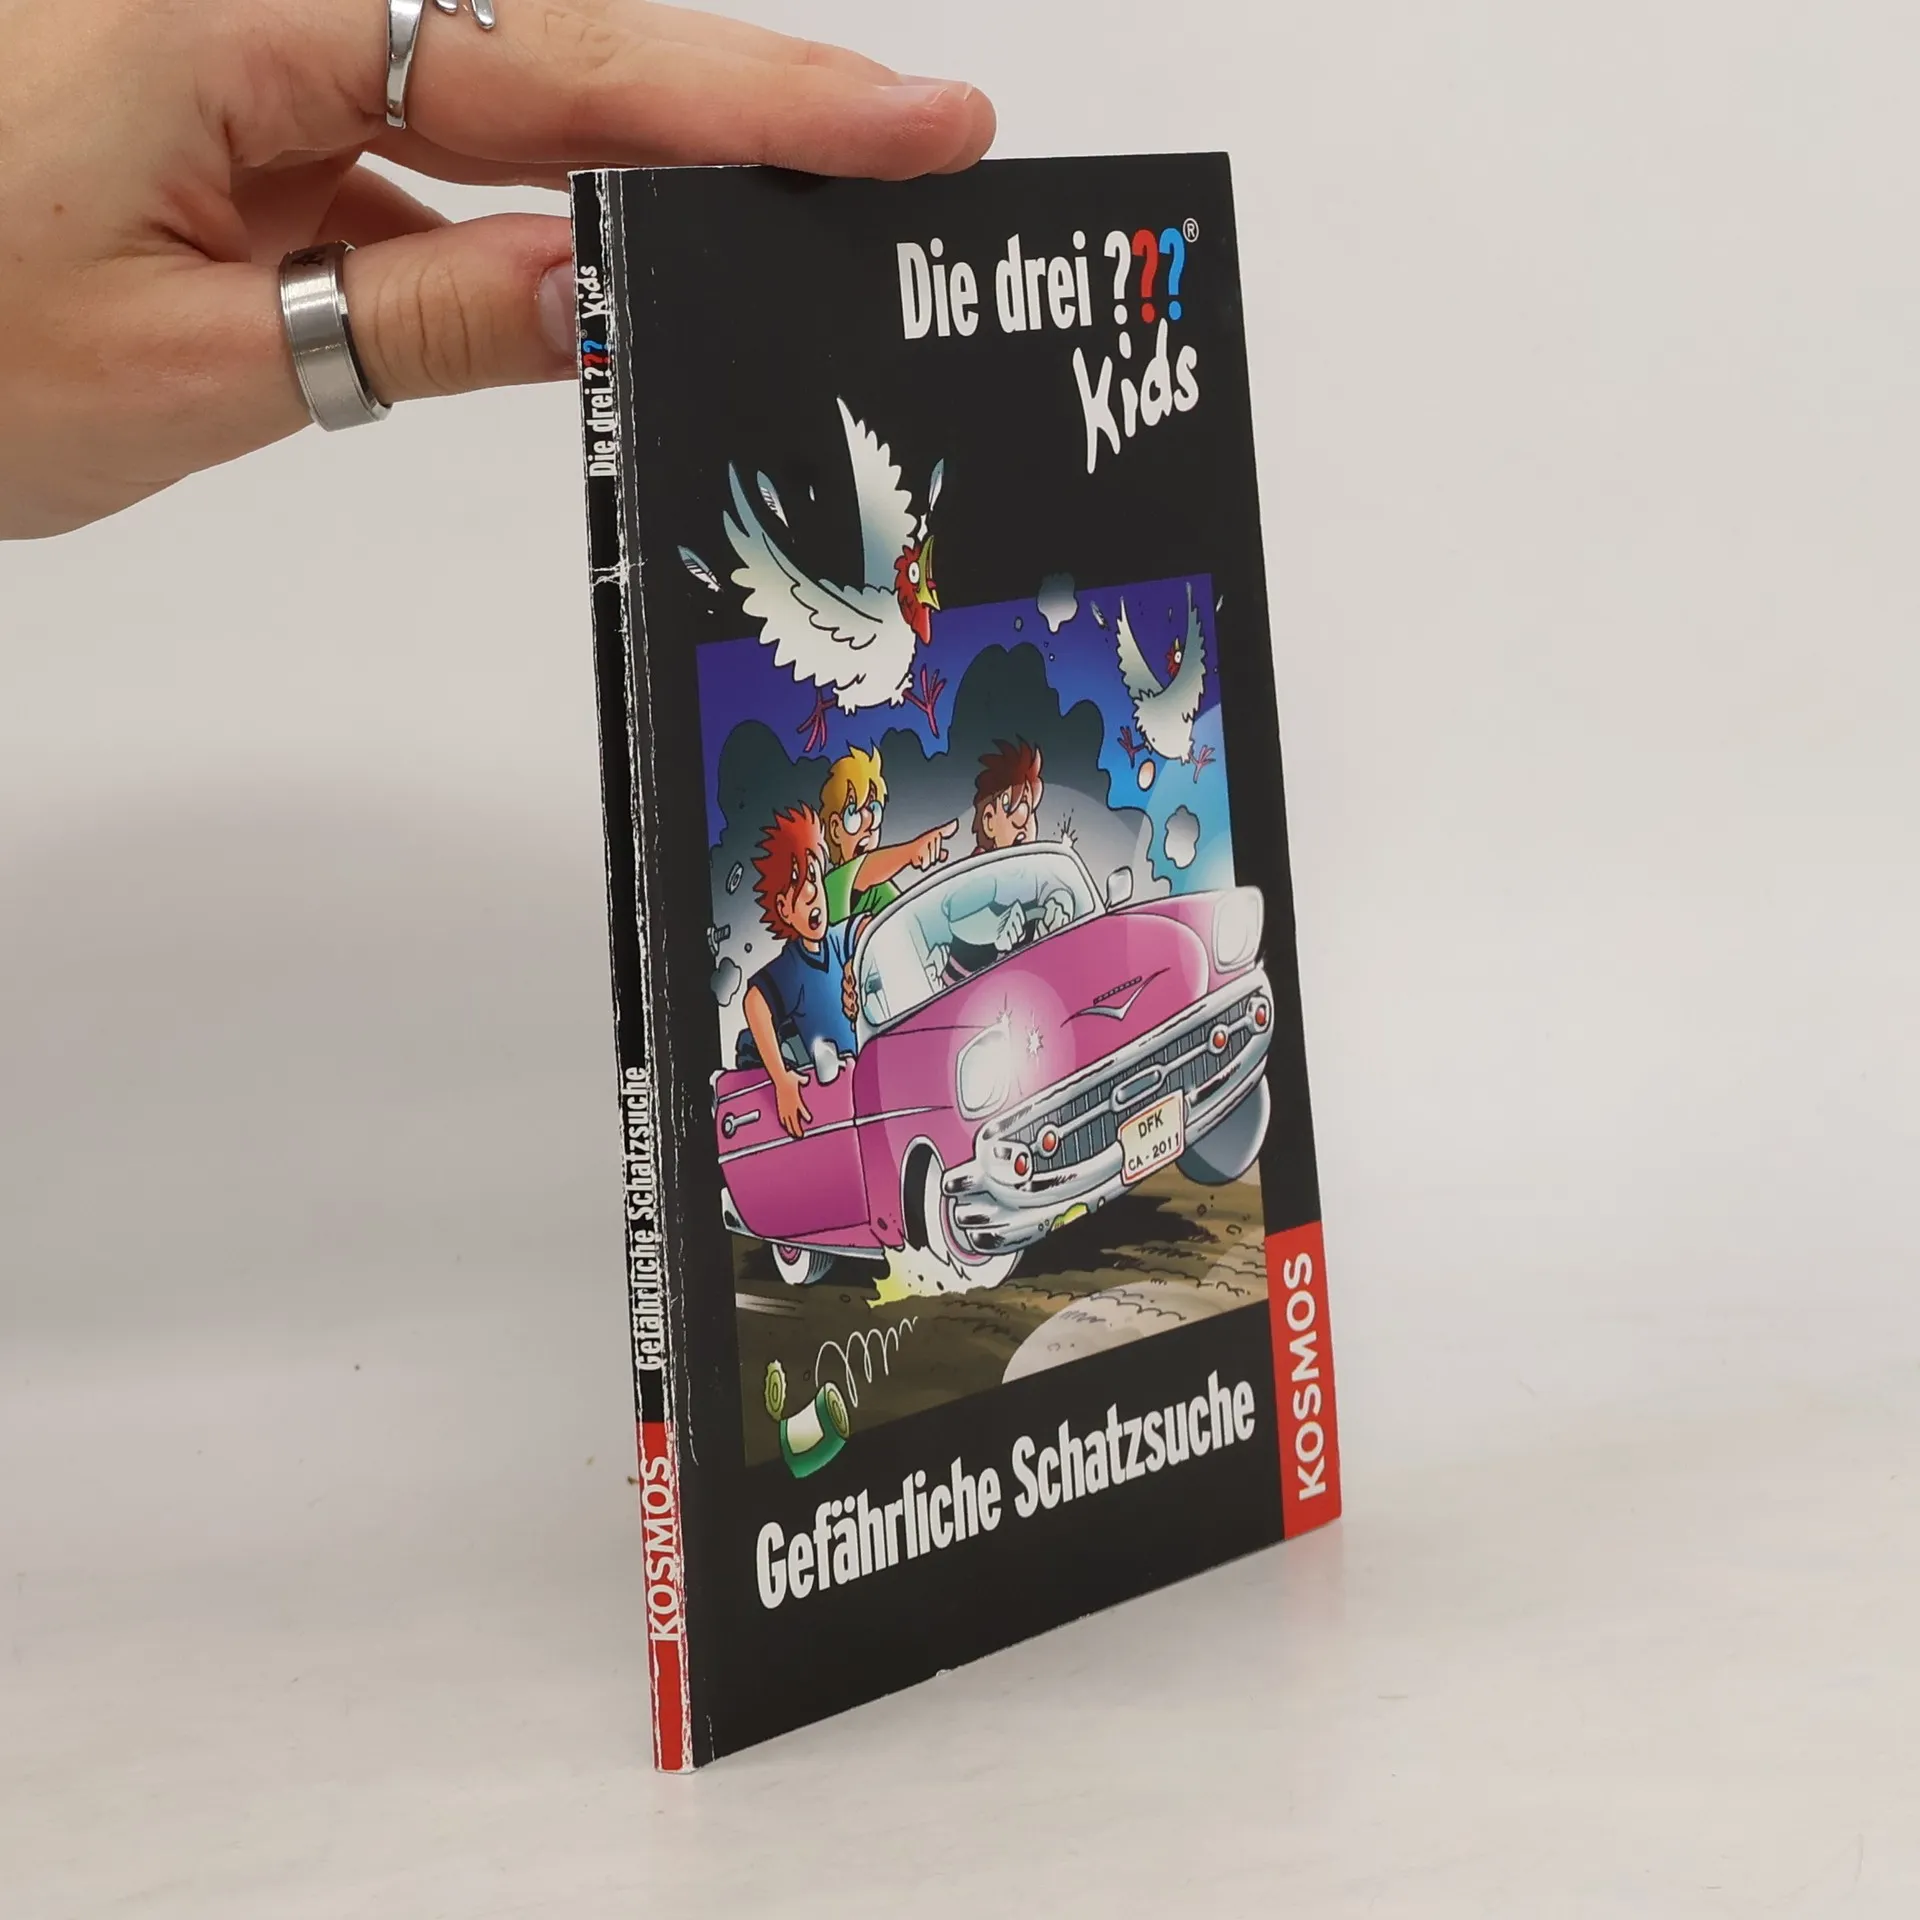 Die drei ???® Kids
Gefährliche Schatzsuche
KOSMOS
Die drei ???®
Kids
DFK
CA-2011
KOSMOS
Gefährliche Schatzsuche